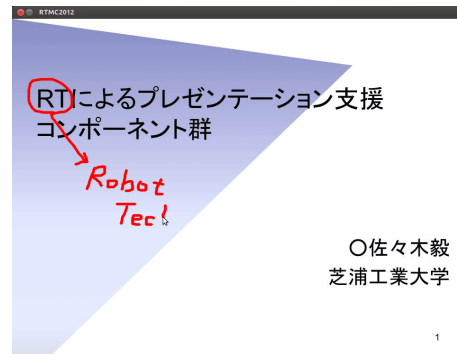 RTMC2012
RTによるプレゼンテーション支援
コンポーネント群
Robot
Tec
〇佐々木毅
芝浦工業大学
1